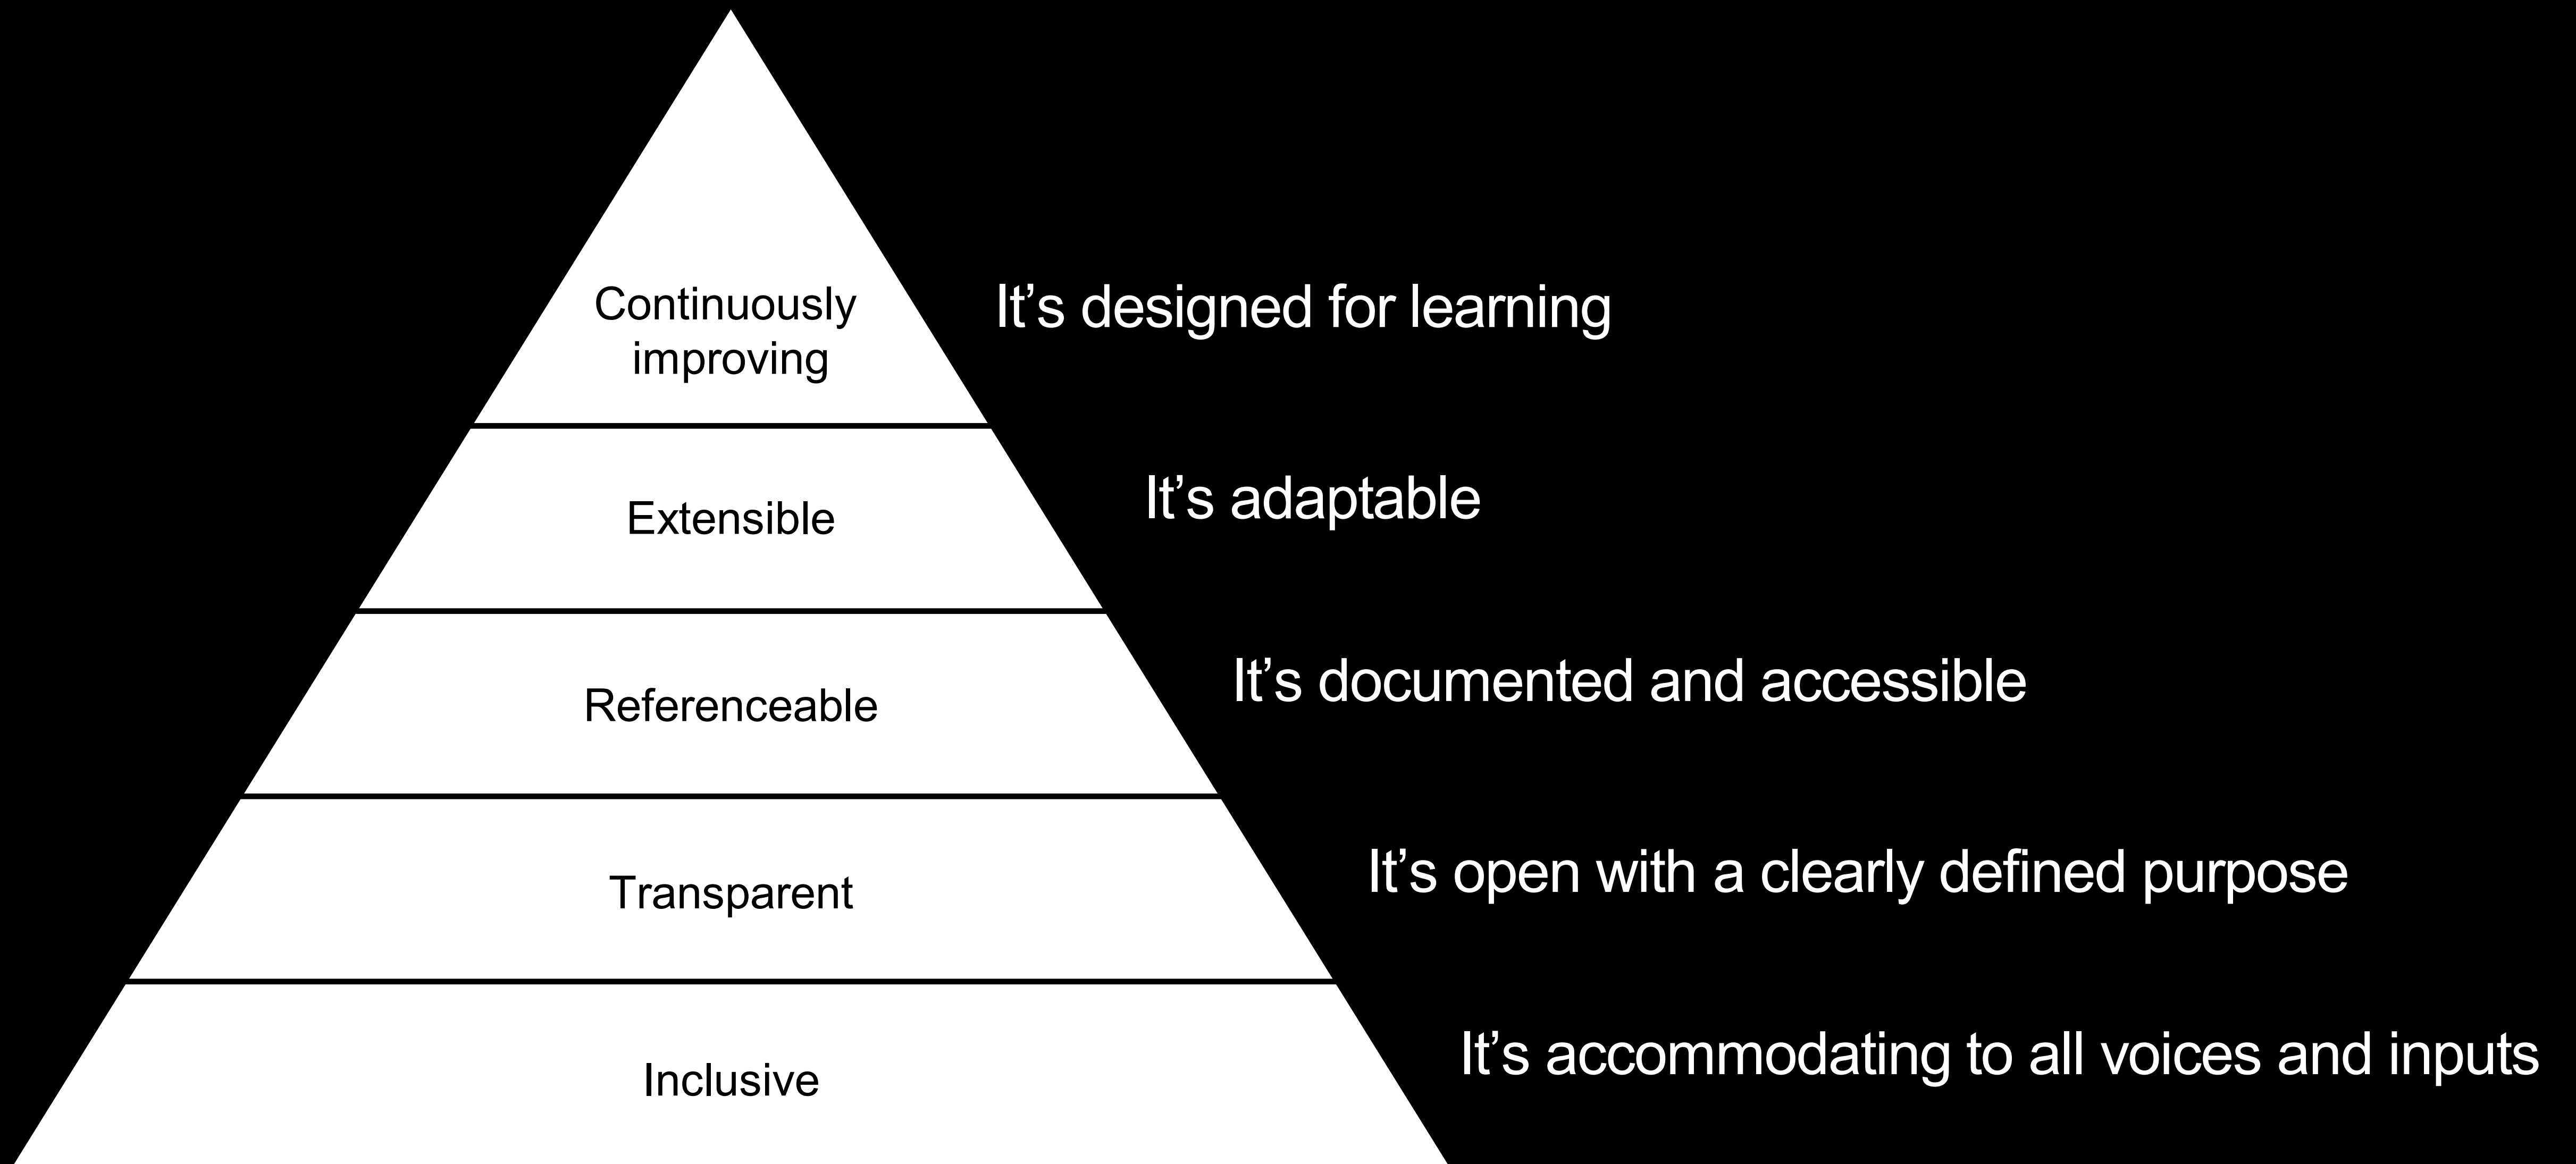 Continuously
improving
It’s designed for learning
Extensible
It’s adaptable
Referenceable
It’s documented and accessible
Transparent
It’s open with a clearly defined purpose
Inclusive
It’s accommodating to all voices and inputs